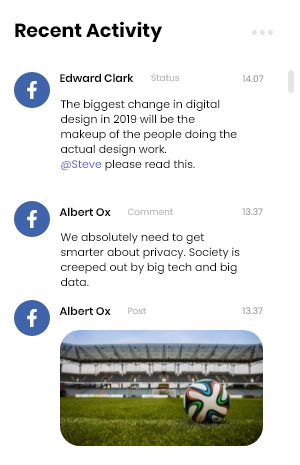 Recent Activity
Edward Clark Status 14.07
The biggest change in digital
design in 2019 will be the
makeup of the people doing the
actual design work.
@Steve please read this.
Albert Ox Comment 13.37
We absolutely need to get
smarter about privacy. Society is
creeped out by big tech and big
data.
Albert Ox Post 13.37